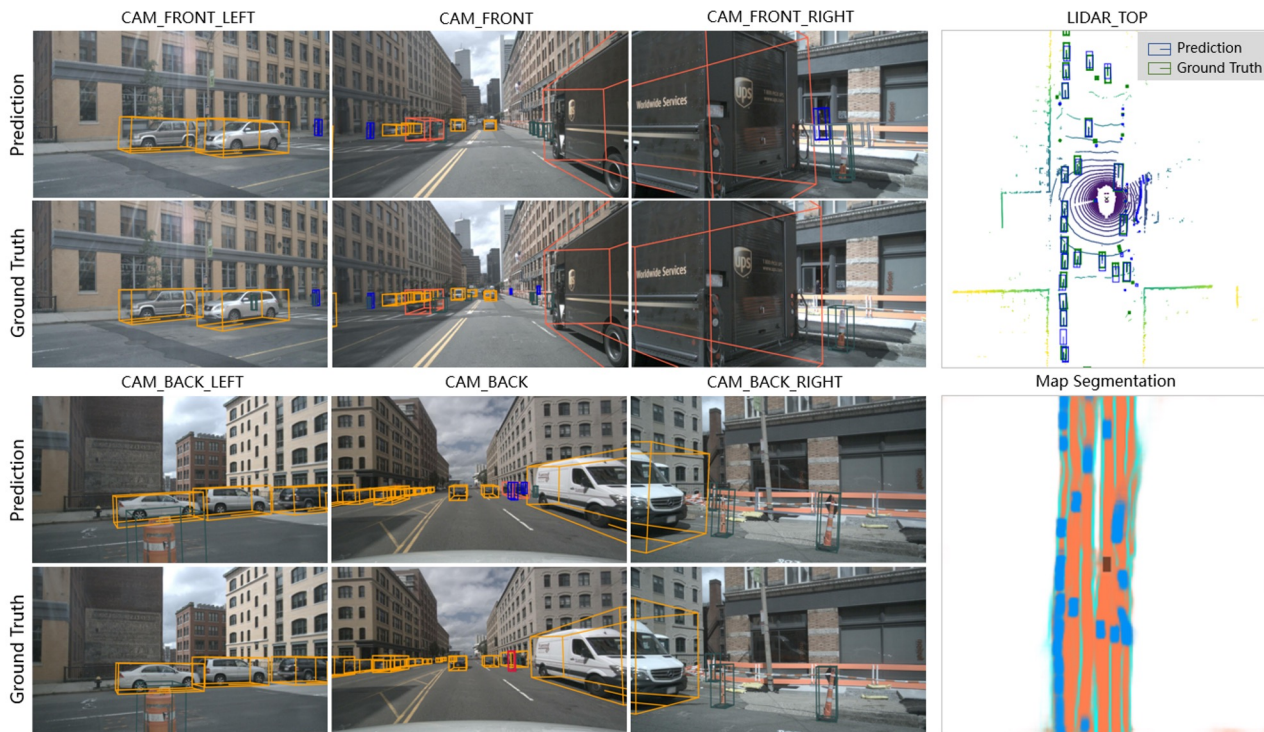 CAM_FRONT_LEFT
CAM_FRONT
CAM_FRONT_RIGHT
LIDAR_TOP
Prediction
Worldwide Services
ups
Prediction
Ground Truth
Ground Truth
Worldwide Services
ups
CAM_BACK_LEFT
CAM_BACK
CAM_BACK_RIGHT
Map Segmentation
Prediction
Ground Truth